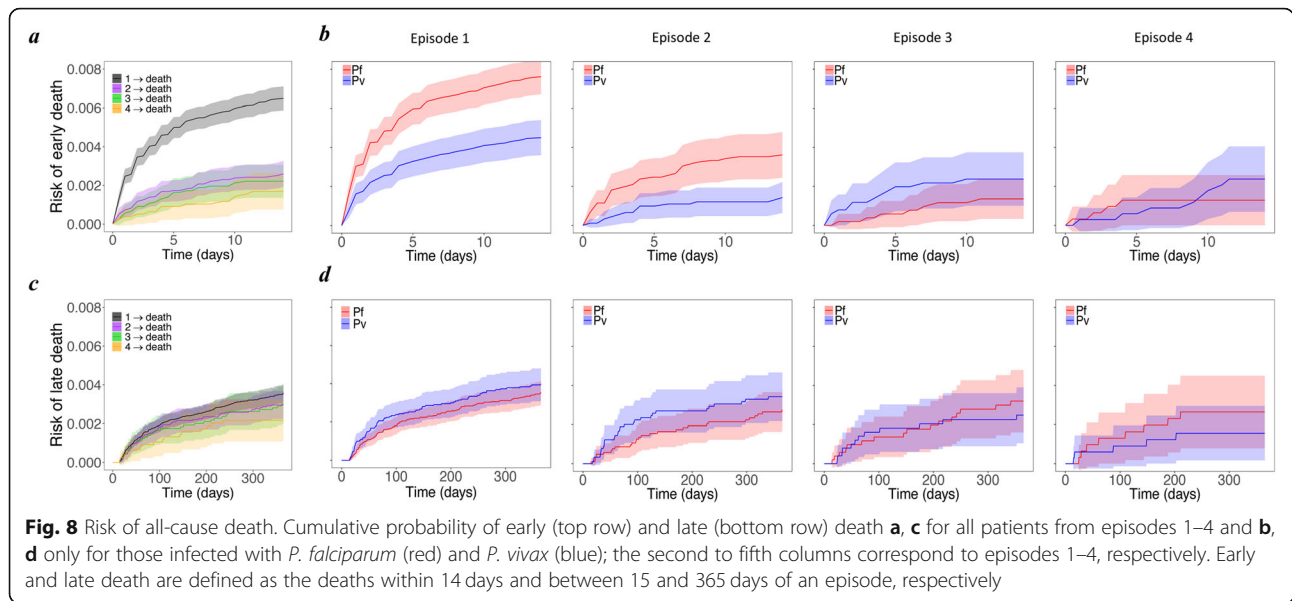 a
b
Episode 1
Episode 2
Episode 3
Episode 4
Risk of early death
0.008
0.006
0.004
0.002
0.000
1 → death
2 → death
3 → death
4 → death
0 5 10
Time (days)
Pf
Pv
0 5 10
Time (days)
Pf
Pv
0 5 10
Time (days)
Pf
Pv
0 5 10
Time (days)
Pf
Pv
0 5 10
Time (days)
c
d
Risk of late death
0.008
0.006
0.004
0.002
0.000
1 → death
2 → death
3 → death
4 → death
0 100 200 300
Time (days)
Pf
Pv
0 100 200 300
Time (days)
Pf
Pv
0 100 200 300
Time (days)
Pf
Pv
0 100 200 300
Time (days)
Pf
Pv
0 100 200 300
Time (days)
Fig. 8 Risk of all-cause death. Cumulative probability of early (top row) and late (bottom row) death a, c for all patients from episodes 1–4 and b,
d only for those infected with P. falciparum (red) and P. vivax (blue); the second to fifth columns correspond to episodes 1–4, respectively. Early
and late death are defined as the deaths within 14 days and between 15 and 365 days of an episode, respectively